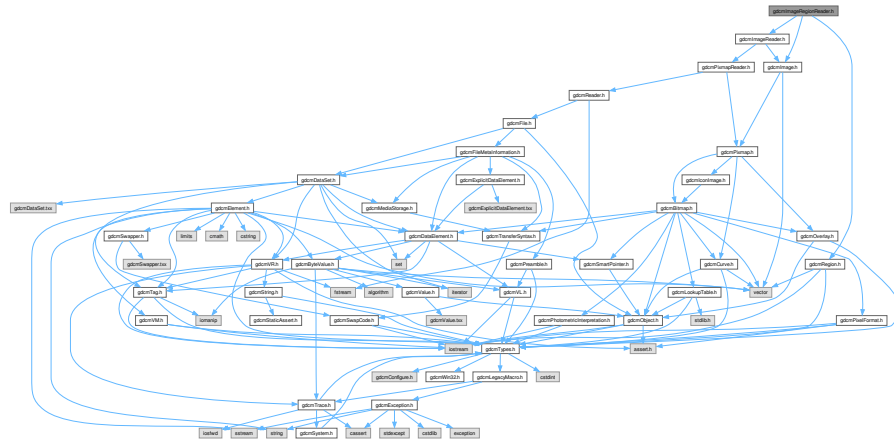 gdcmImageRegionReader.h
gdcmImageReader.h
gdcmPixmapReader.h
gdcmImage.h
gdcmReader.h
gdcmFile.h
gdcmFileMetaInformation.h
gdcmPixmap.h
gdcmDataSet.h
gdcmExplicitDataElement.h
gdcmIconImage.h
gdcmDataSet.txx
gdcmElement.h
gdcmMediaStorage.h
gdcmExplicitDataElement.txx
gdcmBitmap.h
gdcmSwapper.h
limits
cmath
cstring
gdcmDataElement.h
gdcmTransferSyntax.h
gdcmOverlay.h
gdcmSwapper.txx
gdcmVR.h
gdcmByteValue.h
set
gdcmPreamble.h
gdcmSmartPointer.h
gdcmCurve.h
gdcmRegion.h
gdcmTag.h
gdcmString.h
fstream
algorithm
gdcmValue.h
iterator
gdcmVL.h
gdcmLookupTable.h
vector
iomanip
gdcmVM.h
gdcmStaticAssert.h
gdcmSwapCode.h
gdcmValue.txx
gdcmPhotometricInterpretation.h
gdcmObject.h
stdlib.h
gdcmPixelFormat.h
iostream
gdcmTypes.h
assert.h
gdcmConfigure.h
gdcmWin32.h
gdcmLegacyMacro.h
cstdint
gdcmTrace.h
gdcmException.h
iosfwd
sstream
string
gdcmSystem.h
cassert
stdexcept
cstdlib
exception